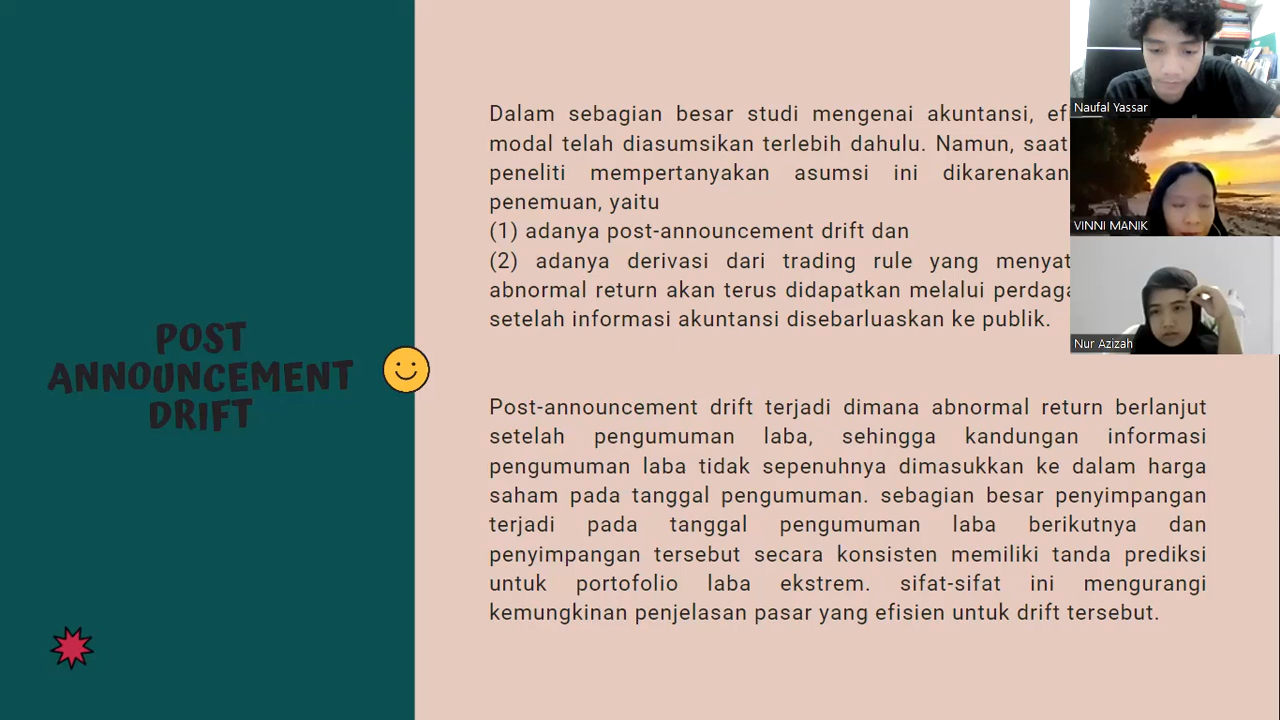 POST
ANNOUNCEMENT
DRIFT
Dalam sebagian besar studi mengenai akuntansi,
modal telah diasumsikan terlebih dahulu. Namun, saat
peneliti mempertanyakan asumsi ini dikarenakan
penemuan, yaitu
(1) adanya post-announcement drift dan
(2) adanya derivasi dari trading rule yang
abnormal return akan terus didapatkan melalui
setelah informasi akuntansi disebarluaskan ke publik.
Post-announcement drift terjadi dimana abnormal return berlanjut
setelah pengumuman laba, sehingga kandungan informasi
pengumuman laba tidak sepenuhnya dimasukkan ke dalam harga
saham pada tanggal pengumuman. sebagian besar penyimpangan
terjadi pada tanggal pengumuman laba berikutnya dan
penyimpangan tersebut secara konsisten memiliki tanda prediksi
untuk portofolio laba ekstrem. sifat-sifat ini mengurangi
kemungkinan penjelasan pasar yang efisien untuk drift tersebut.
Naufal Yassar
VINNI MANIK
Nur Azizah